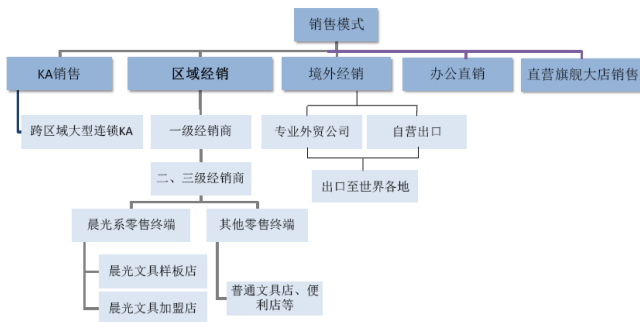 销售模式
KA销售
区域经销
境外经销
办公直销
直营旗舰大店销售
跨区域大型连锁KA
一级经销商
专业外贸公司
自营出口
二、三级经销商
出口至世界各地
晨光系零售终端
其他零售终端
晨光文具样板店
普通文具店、便
利店等
晨光文具加盟店